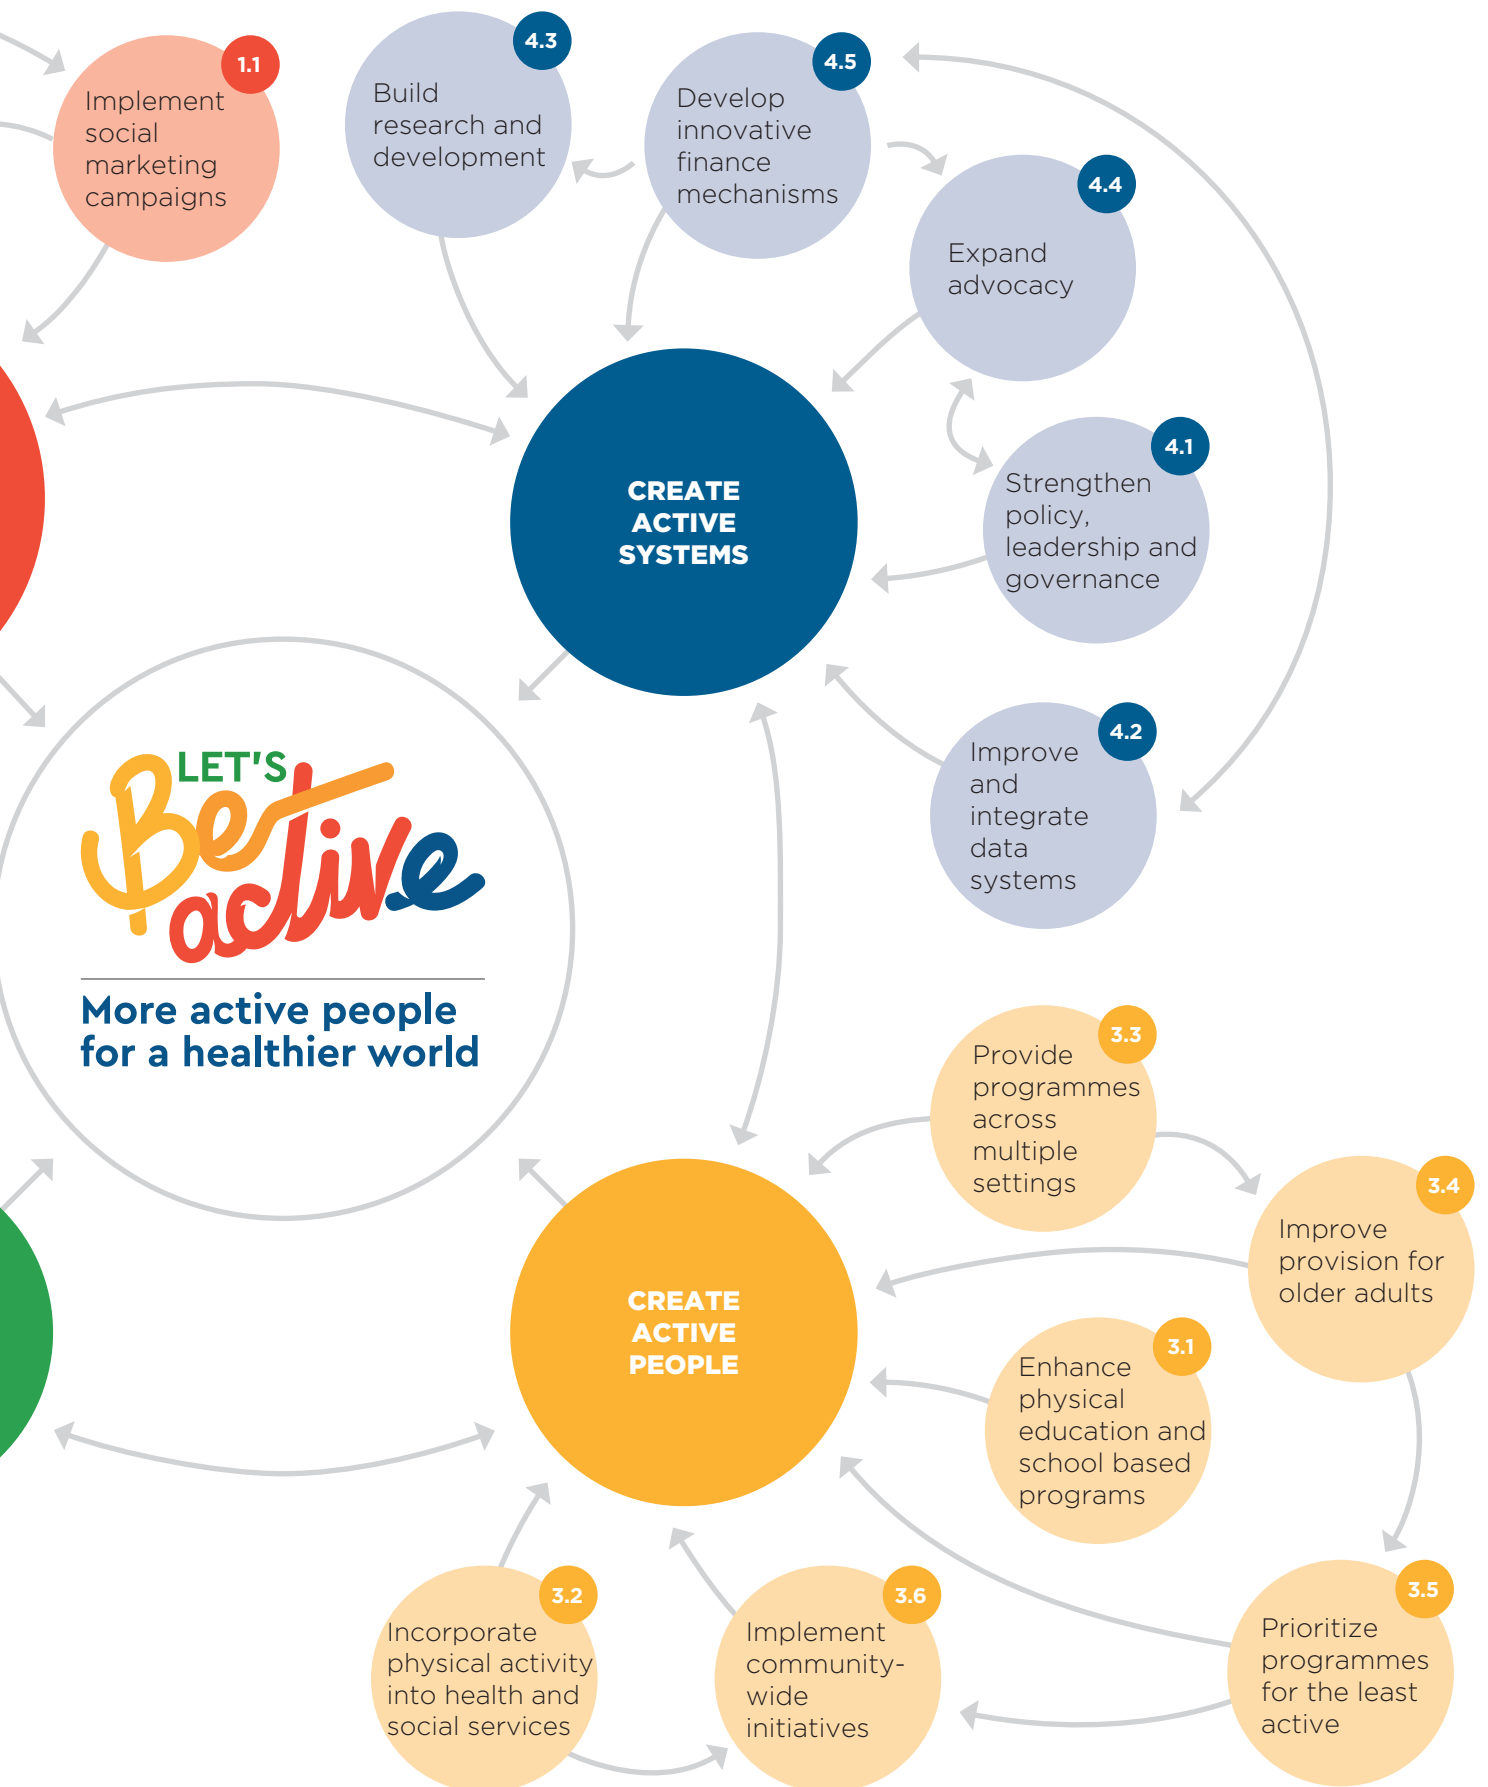 1.1
Implement
social
marketing
campaigns
4.3
Build
research and
development
4.5
Develop
innovative
finance
mechanisms
4.4
Expand
advocacy
4.1
Strengthen
policy,
leadership and
governance
CREATE
ACTIVE
SYSTEMS
4.2
Improve
and
integrate
data
systems
LET'S
Be
active
More active people
for a healthier world
3.3
Provide
programmes
across
multiple
settings
3.4
Improve
provision for
older adults
CREATE
ACTIVE
PEOPLE
3.1
Enhance
physical
education and
school based
programs
3.2
Incorporate
physical activity
into health and
social services
3.6
Implement
community-
wide
initiatives
3.5
Prioritize
programmes
for the least
active